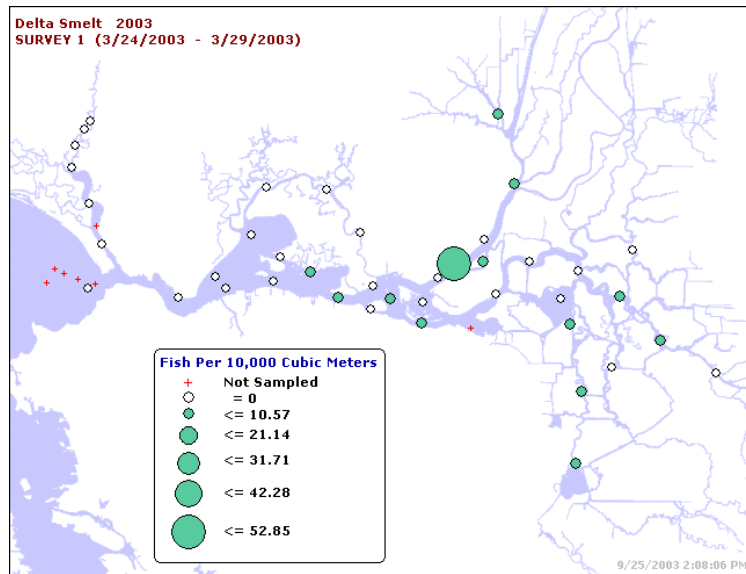 Delta Smelt 2003
SURVEY 1 (3/24/2003 - 3/29/2003)
Fish Per 10,000 Cubic Meters
Not Sampled
= 0
<= 10.57
<= 21.14
<= 31.71
<= 42.28
<= 52.85
9/25/2003 2:08:06 PM